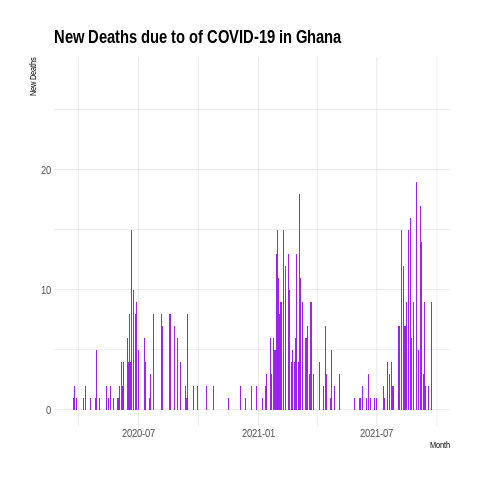 New Deaths due to of COVID-19 in Ghana
New Deaths
20
10
0
2020-07
2021-01
2021-07
Month